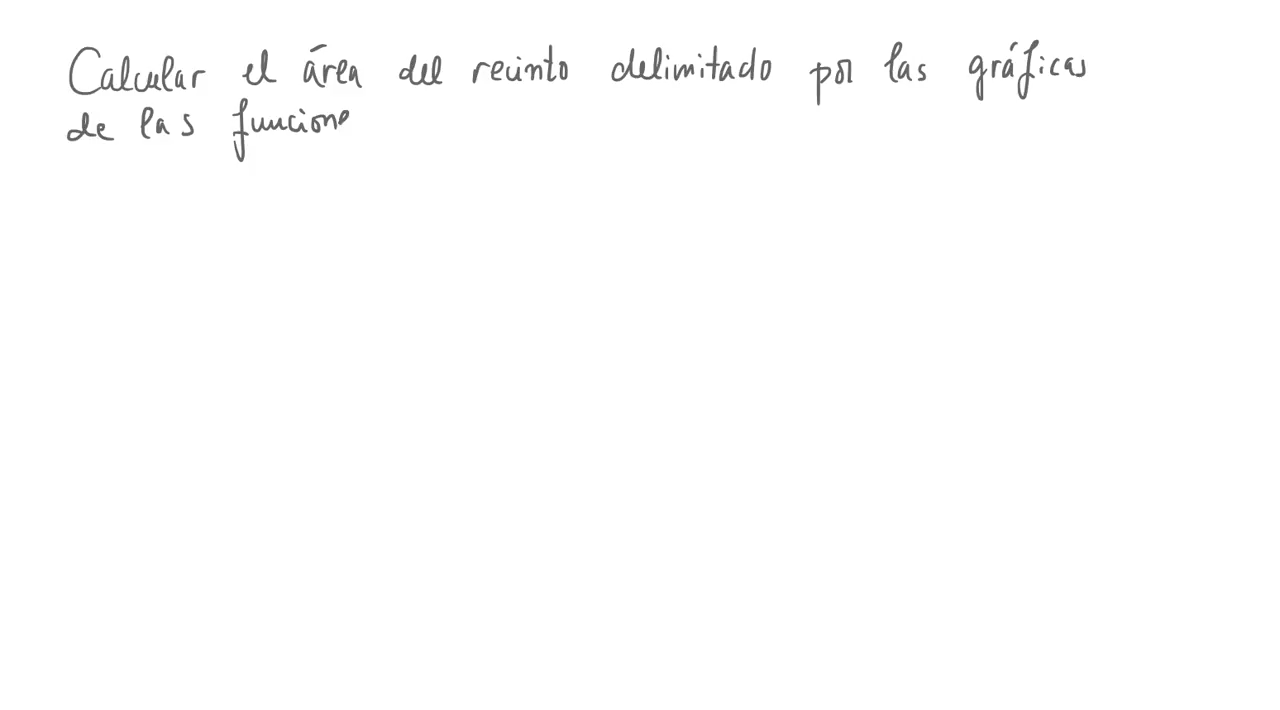 Calcular el área del recinto delimitado por las gráficas
de las funcione